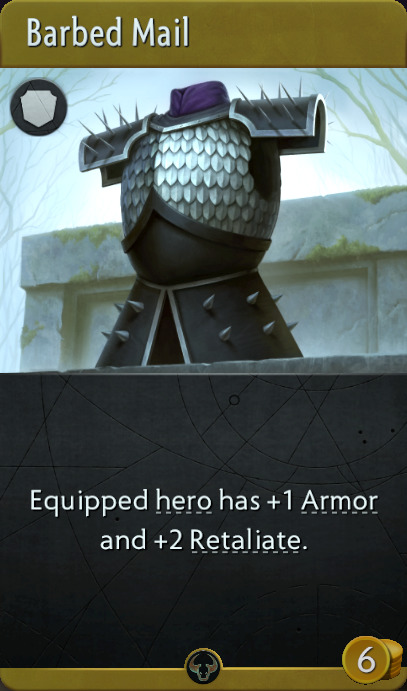 Barbed Mail
Equipped hero has +1 Armor
and +2 Retaliate.
6